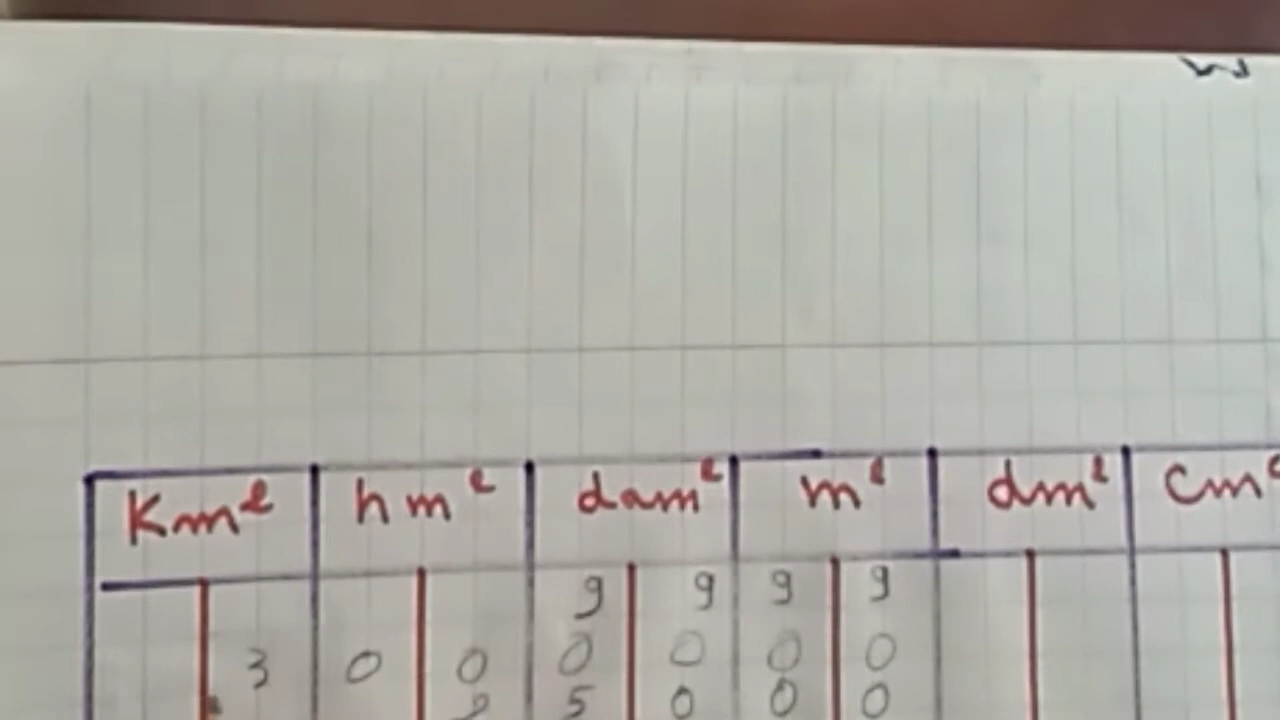 Km² hm² dam² m² dm² cm²
9 9 9 9
3 0 0 0 0 0 0
5 0 0 0